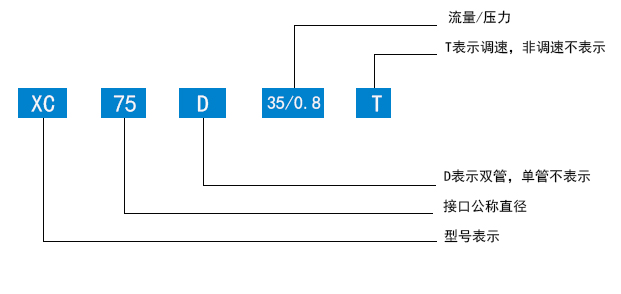 流量/压力
T表示调速，非调速不表示
XC 75 D 35/0.8 T
D表示双管，单管不表示
接口公称直径
型号表示